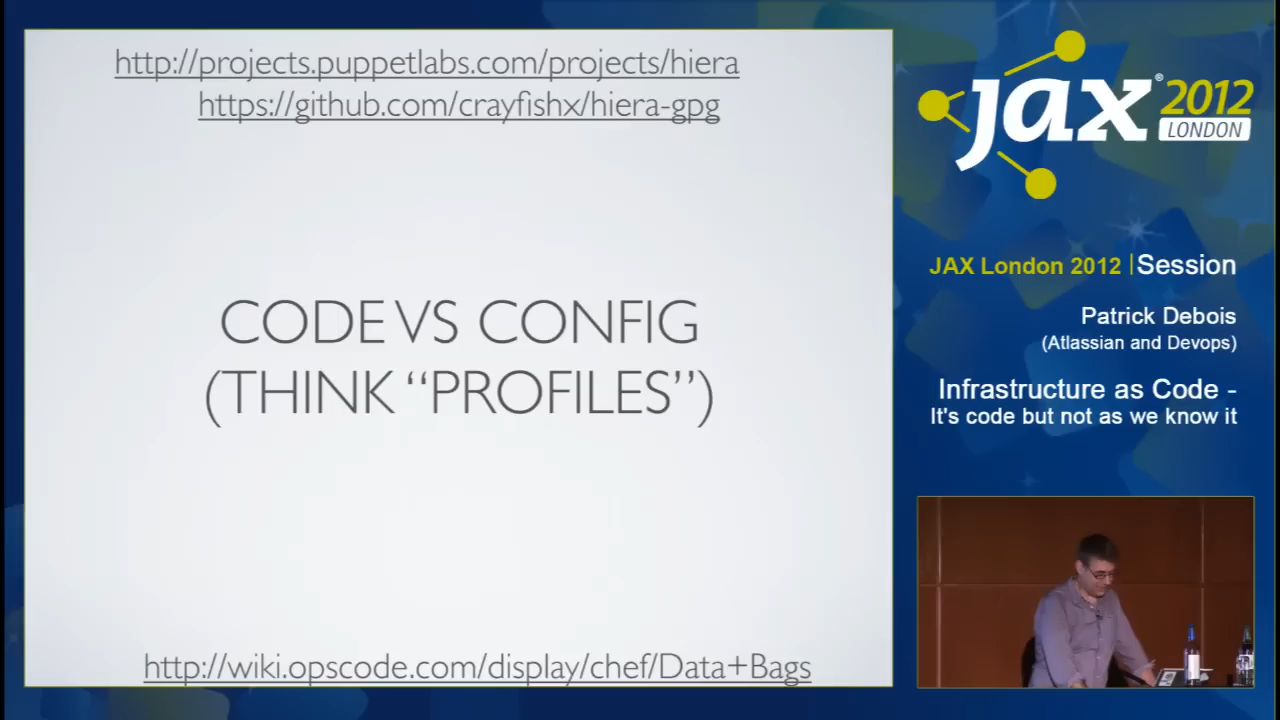 http://projects.puppetlabs.com/projects/hiera
https://github.com/crayfishx/hiera-gpg
CODE VS CONFIG
(THINK “PROFILES”)
http://wiki.opscode.com/display/chef/Data+Bags
jax® 2012
LONDON
JAX London 2012 | Session
Patrick Debois
(Atlassian and Devops)
Infrastructure as Code -
It's code but not as we know it